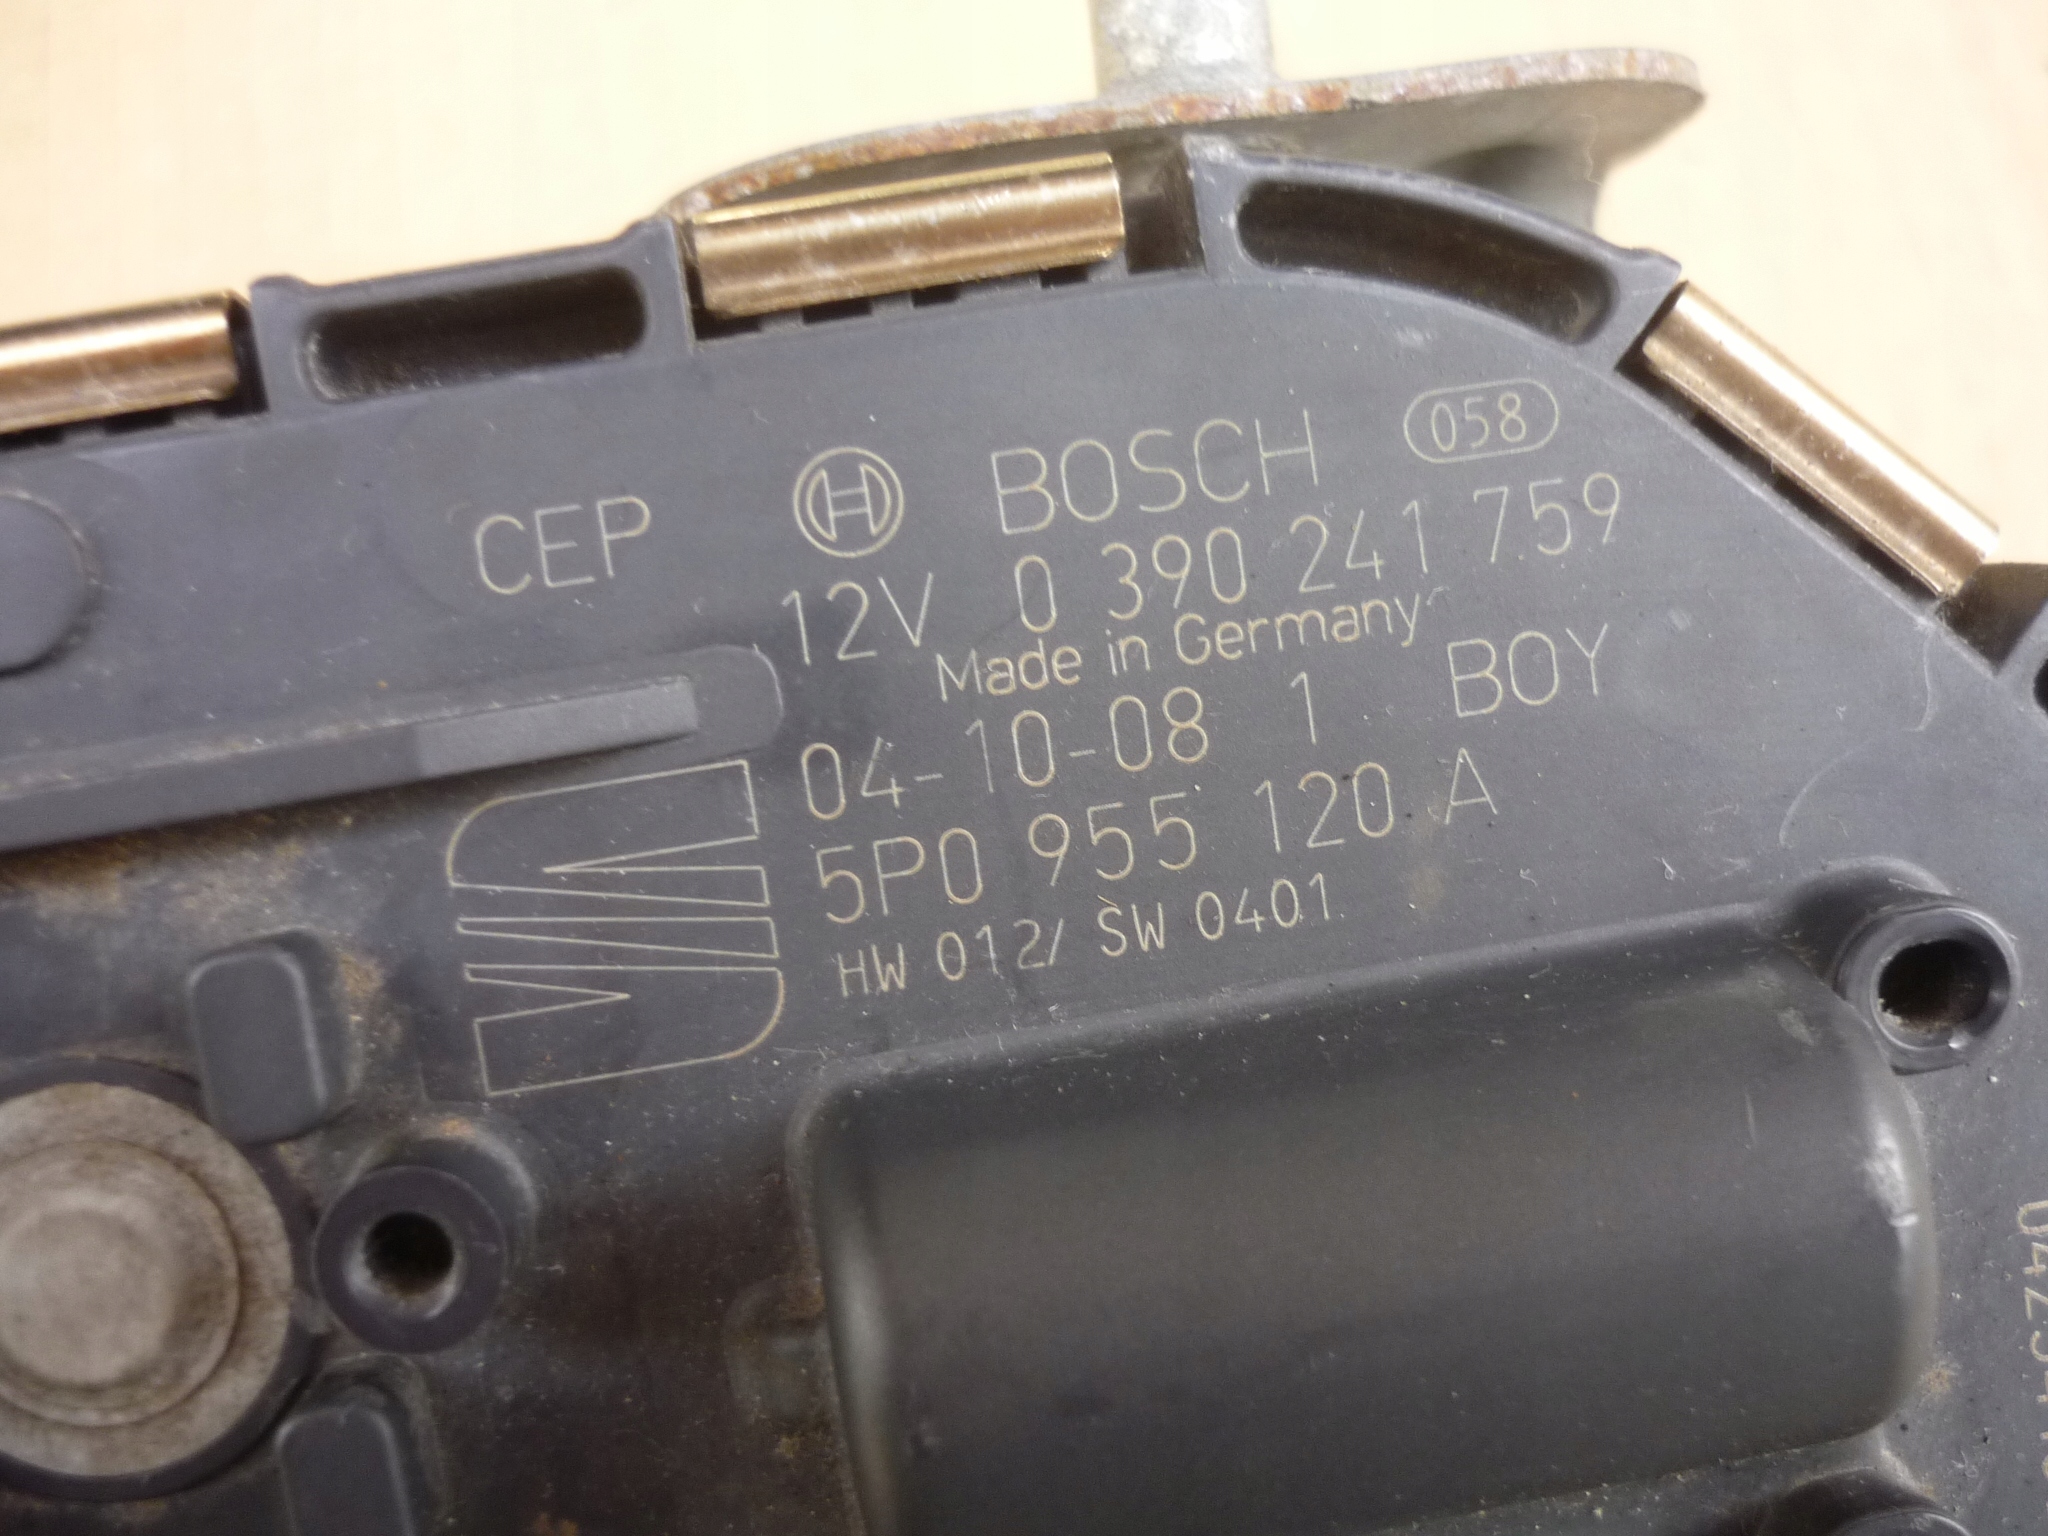 BOSCH 058
CEP 12V 0 390 241 759
Made in Germany
04-10-08 1 BOY
5P0 955 120 A
HW 012/ SW 0401